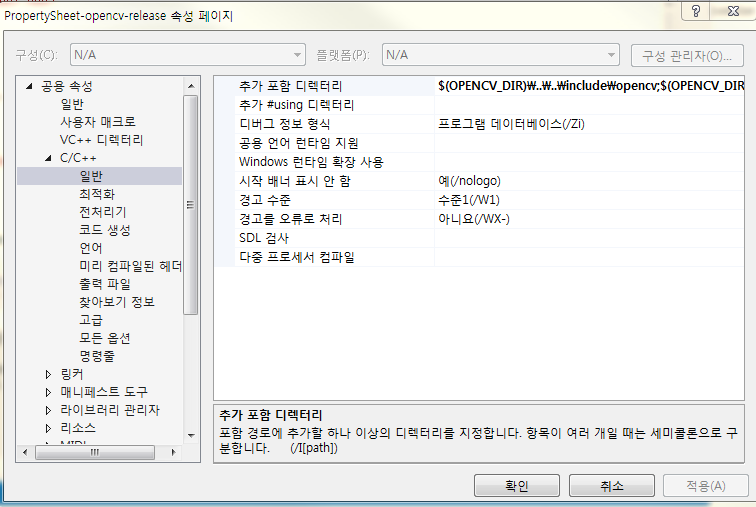 PropertySheet-opencv-release 속성 페이지
구성(C): N/A 플랫폼(P): N/A 구성 관리자(O)...
공용 속성
일반
사용자 매크로
VC++ 디렉터리
C/C++
일반
최적화
전처리기
코드 생성
언어
미리 컴파일된 헤더
출력 파일
찾아보기 정보
고급
모든 옵션
명령줄
링커
매니페스트 도구
라이브러리 관리자
리소스
MIDL
추가 포함 디렉터리 $(OPENCV_DIR)\..\..\include\opencv;$(OPENCV_DIR
추가 #using 디렉터리
디버그 정보 형식 프로그램 데이터베이스(/Zi)
공용 언어 런타임 지원
Windows 런타임 확장 사용
시작 배너 표시 안 함 예(/nologo)
경고 수준 수준1(/W1)
경고를 오류로 처리 아니요(/WX-)
SDL 검사
다중 프로세서 컴파일
추가 포함 디렉터리
포함 경로에 추가할 하나 이상의 디렉터리를 지정합니다. 항목이 여러 개일 때는 세미콜론으로 구
분합니다. (/I[path])
확인 취소 적용(A)